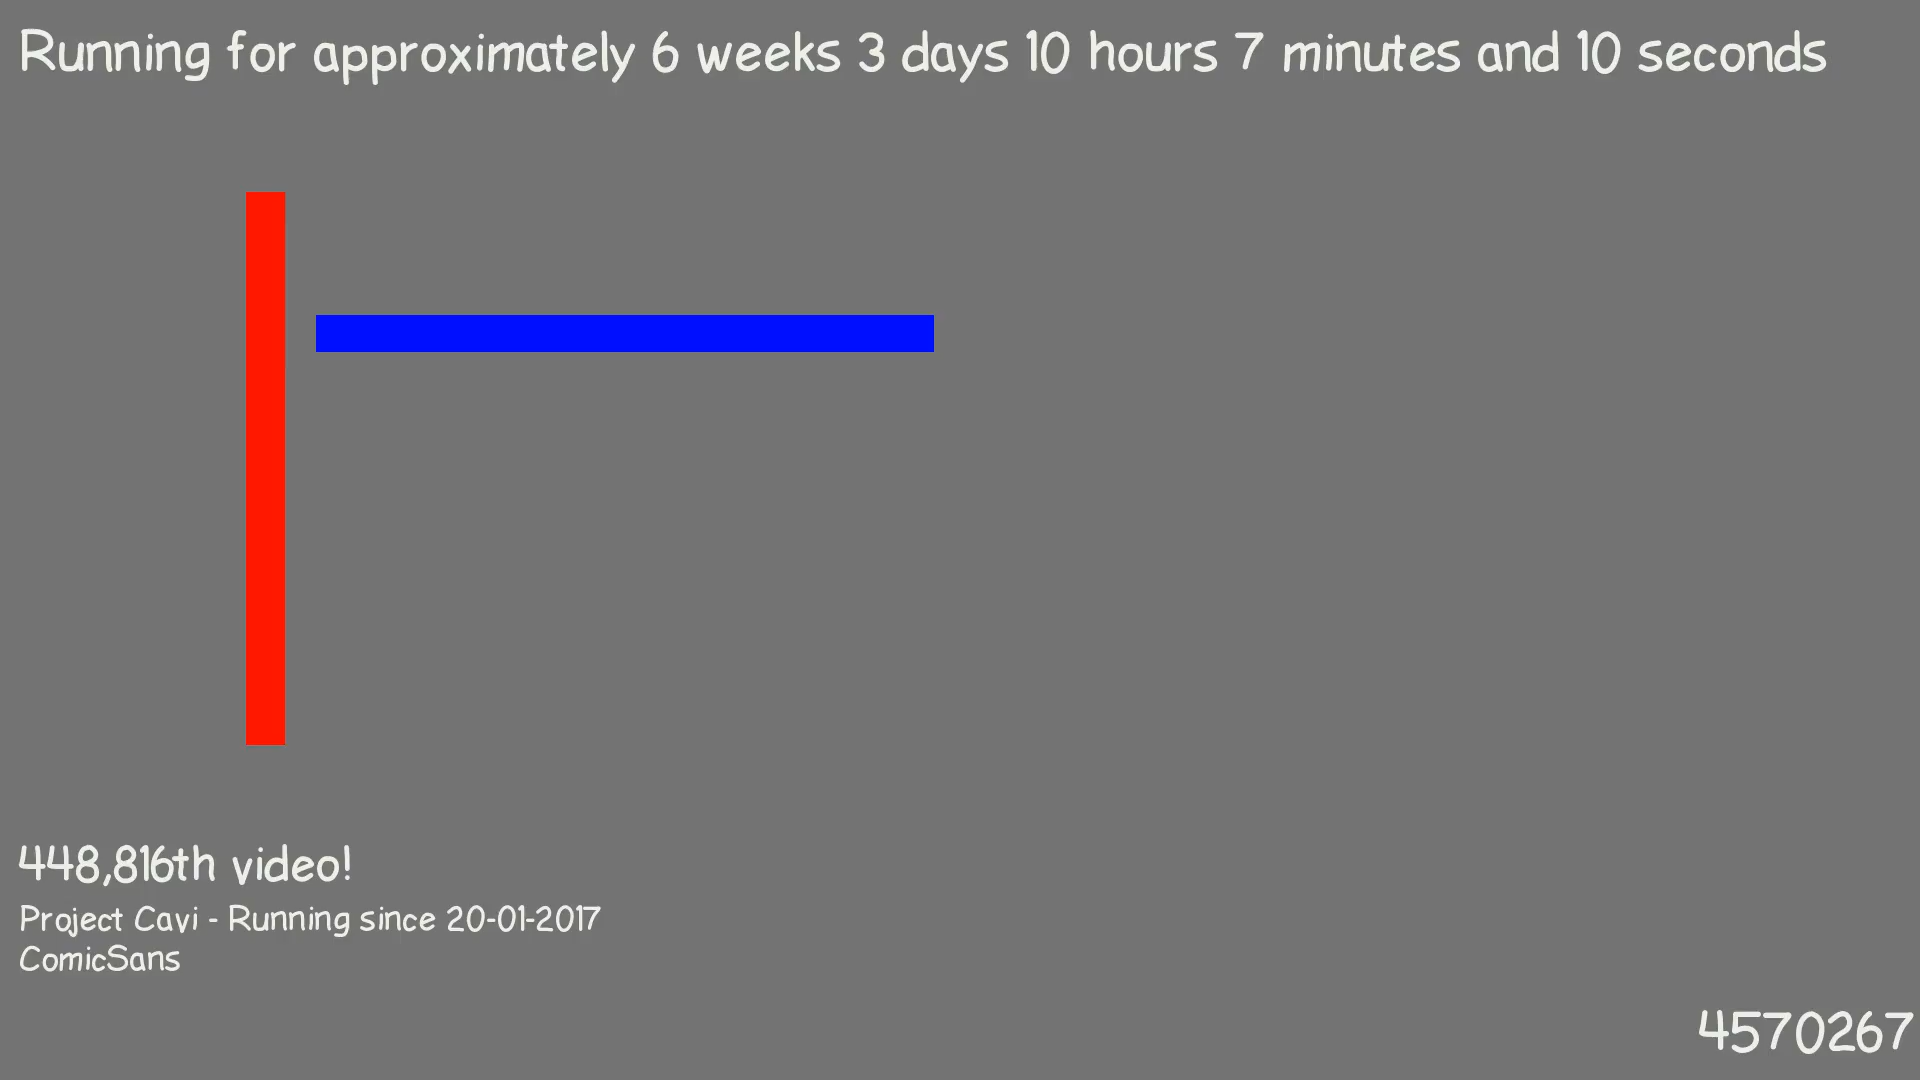 Running for approximately 6 weeks 3 days 10 hours 7 minutes and 10 seconds
448,816th video!
Project Cavi - Running since 20-01-2017
ComicSans
4570267